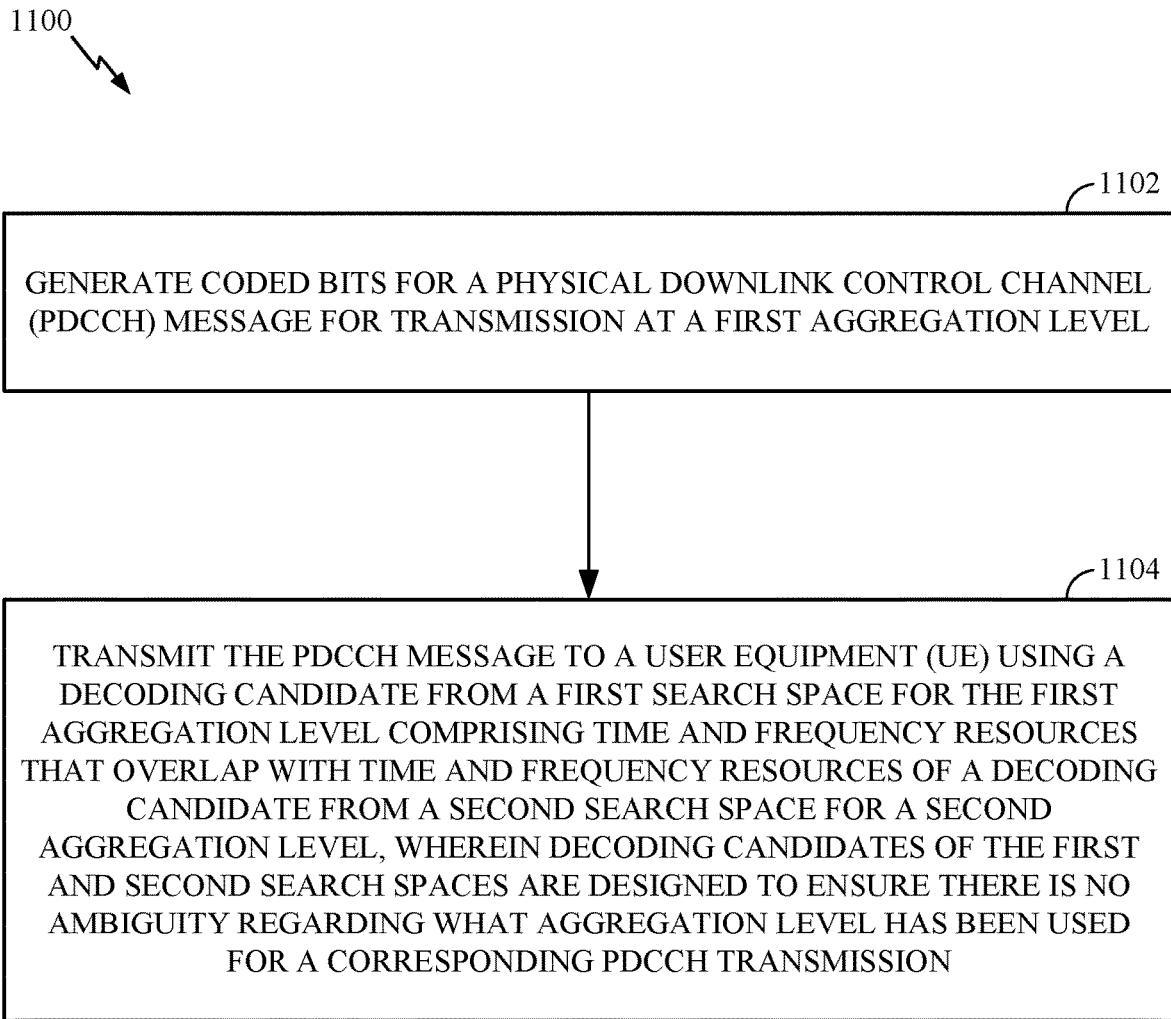 1100
1102
GENERATE CODED BITS FOR A PHYSICAL DOWNLINK CONTROL CHANNEL
(PDCCH) MESSAGE FOR TRANSMISSION AT A FIRST AGGREGATION LEVEL
1104
TRANSMIT THE PDCCH MESSAGE TO A USER EQUIPMENT (UE) USING A
DECODING CANDIDATE FROM A FIRST SEARCH SPACE FOR THE FIRST
AGGREGATION LEVEL COMPRISING TIME AND FREQUENCY RESOURCES
THAT OVERLAP WITH TIME AND FREQUENCY RESOURCES OF A DECODING
CANDIDATE FROM A SECOND SEARCH SPACE FOR A SECOND
AGGREGATION LEVEL, WHEREIN DECODING CANDIDATES OF THE FIRST
AND SECOND SEARCH SPACES ARE DESIGNED TO ENSURE THERE IS NO
AMBIGUITY REGARDING WHAT AGGREGATION LEVEL HAS BEEN USED
FOR A CORRESPONDING PDCCH TRANSMISSION